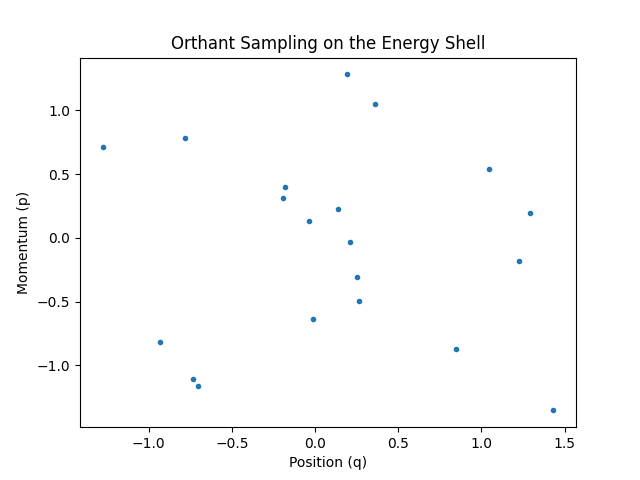 Orthant Sampling on the Energy Shell
Momentum (p)
1.0
0.5
0.0
−0.5
−1.0
−1.0 −0.5 0.0 0.5 1.0 1.5
Position (q)